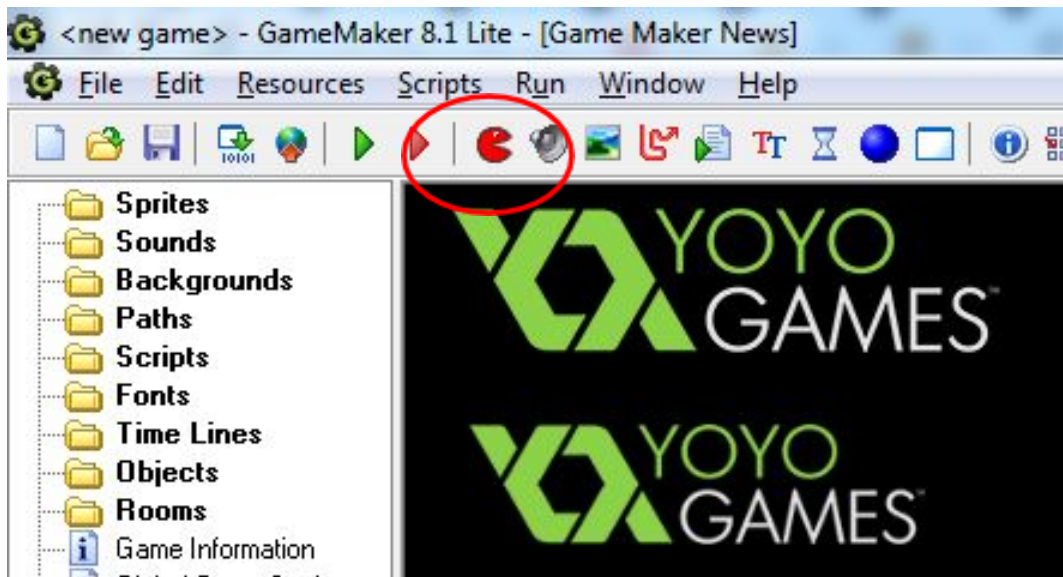 <new game> - GameMaker 8.1 Lite - [Game Maker News]
File Edit Resources Scripts Run Window Help
Sprites
Sounds
Backgrounds
Paths
Scripts
Fonts
Time Lines
Objects
Rooms
Game Information
YOYO
GAMES™
YOYO
GAMES